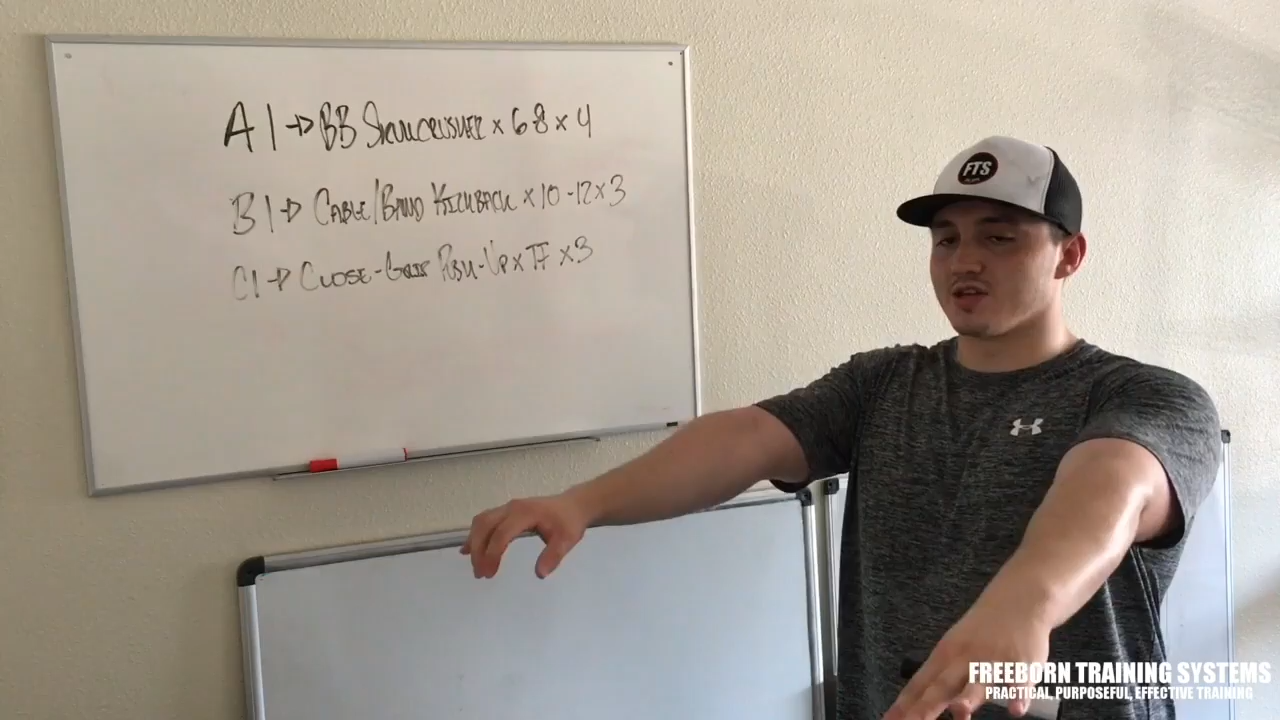 A1→ BB SKULLCRUSHER x 6-8 x 4
B1→ CABLE/BAND KICKBACK x 10-12 x 3
C1→ CLOSE-GRIP PUSH-UP x TF x 3
FTS
FREEBORN TRAINING SYSTEMS
PRACTICAL, PURPOSEFUL, EFFECTIVE TRAINING